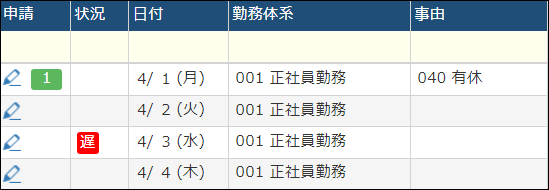 申請 状況 日付 勤務体系 事由
1 4/ 1 (月) 001 正社員勤務 040 有休
4/ 2 (火) 001 正社員勤務
遅 4/ 3 (水) 001 正社員勤務
4/ 4 (木) 001 正社員勤務